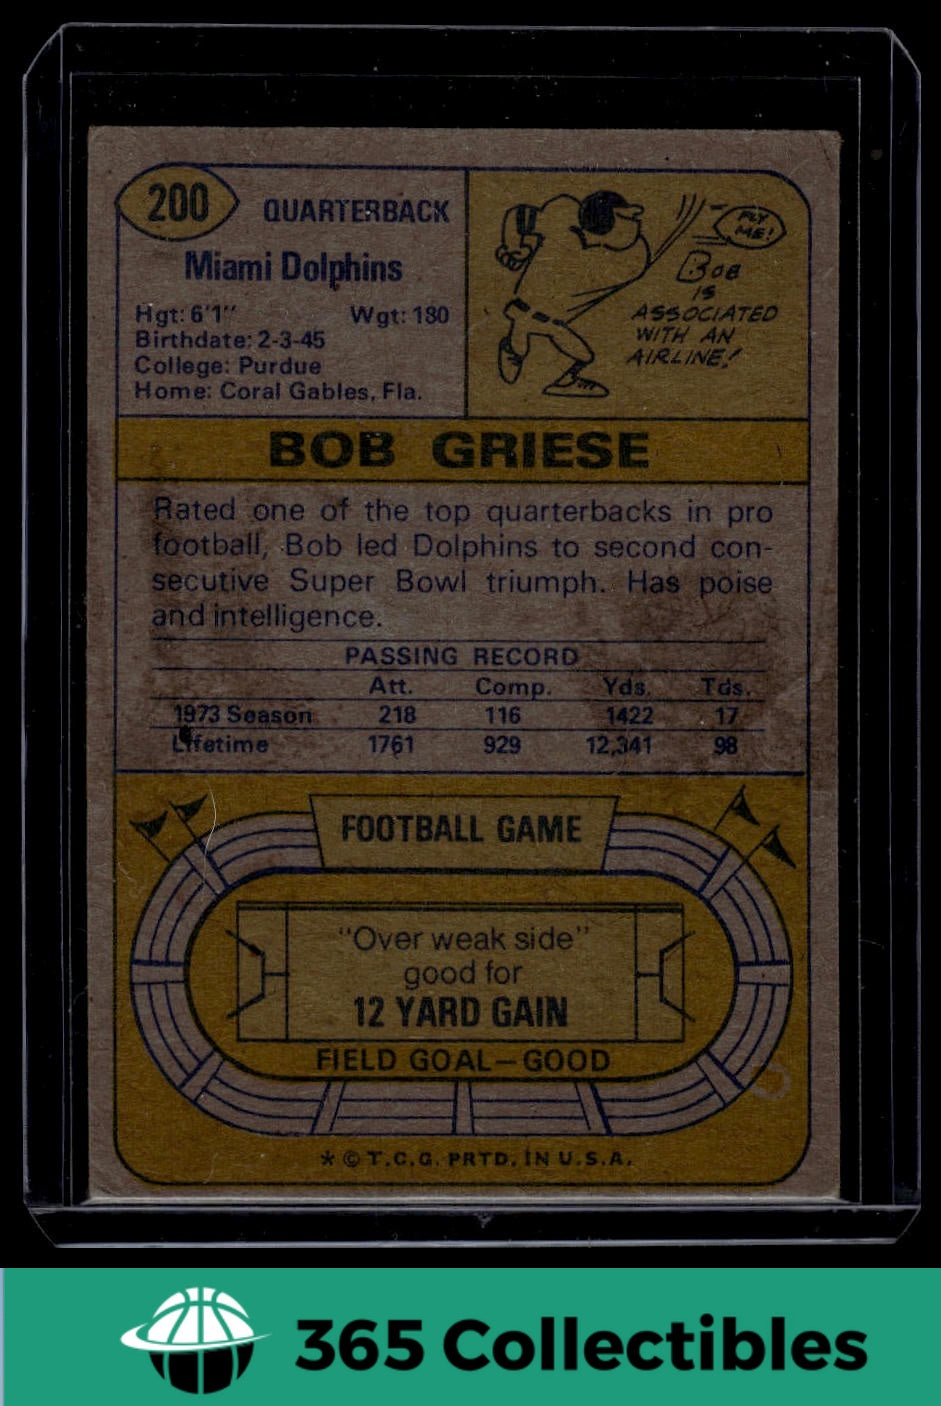 200
QUARTERBACK
Miami Dolphins
Hgt: 6'1" Wgt: 180
Birthdate: 2-3-45
College: Purdue
Home: Coral Gables, Fla.
FLY
ME!
BOB
IS
ASSOCIATED
WITH AN
AIRLINE!
BOB GRIESE
Rated one of the top quarterbacks in pro
football, Bob led Dolphins to second con-
secutive Super Bowl triumph. Has poise
and intelligence.
PASSING RECORD
Att. Comp. Yds. Tds.
1973 Season 218 116 1422 17
Lifetime 1761 929 12,341 98
FOOTBALL GAME
"Over weak side"
good for
12 YARD GAIN
FIELD GOAL—GOOD
* © T.C.G. PRTD. IN U.S.A.
365 Collectibles